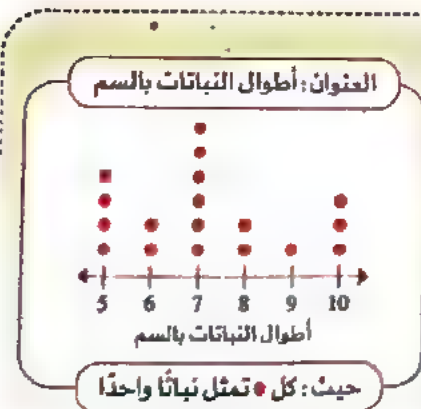 العنوان: أطوال النباتات بالسم
5 6 7 8 9 10
أطوال النباتات بالسم
حيث: كل • تمثل نباتًا واحدًا